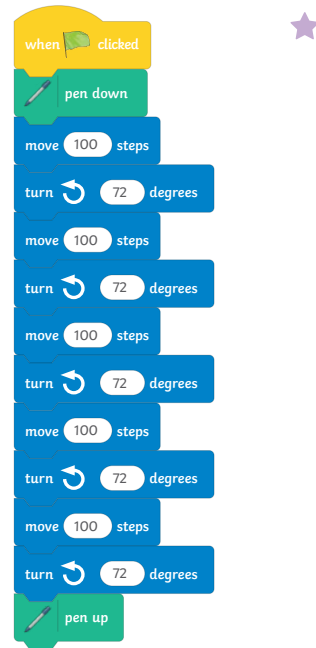 when clicked
pen down
move 100 steps
turn 72 degrees
move 100 steps
turn 72 degrees
move 100 steps
turn 72 degrees
move 100 steps
turn 72 degrees
move 100 steps
turn 72 degrees
pen up